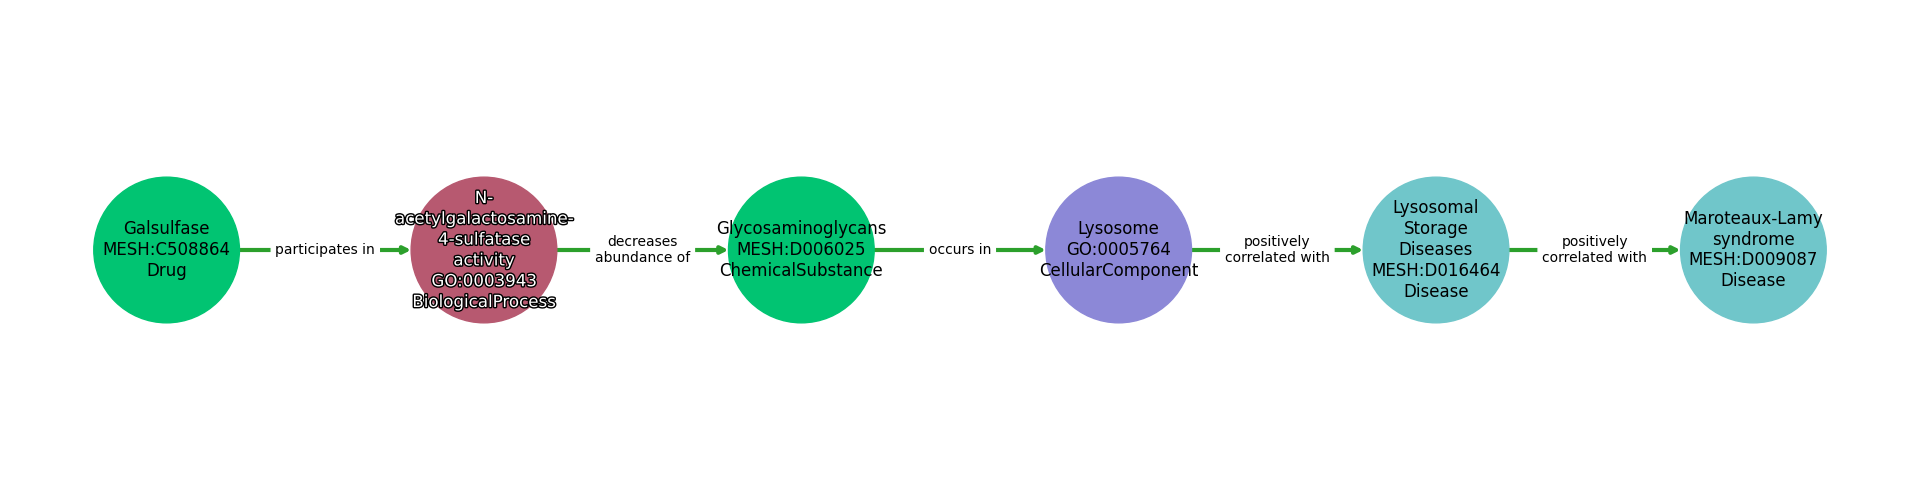 Galsulfase
MESH:C508864
Drug
participates in
N-
acetylgalactosamine-
4-sulfatase
activity
GO:0003943
BiologicalProcess
decreases
abundance of
Glycosaminoglycans
MESH:D006025
ChemicalSubstance
occurs in
Lysosome
GO:0005764
CellularComponent
positively
correlated with
Lysosomal
Storage
Diseases
MESH:D016464
Disease
positively
correlated with
Maroteaux-Lamy
syndrome
MESH:D009087
Disease